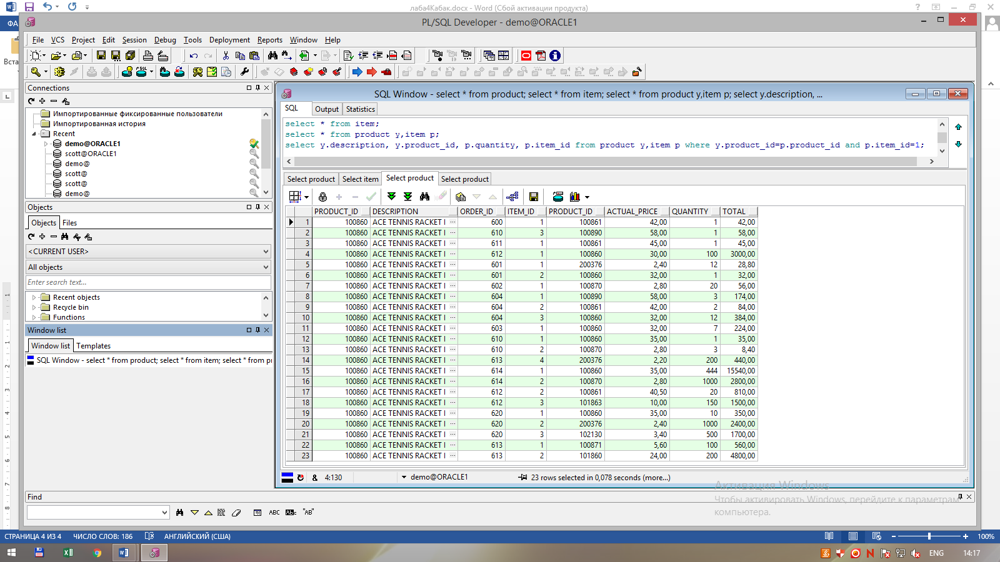 лаба4Кабак.docx - Word (Сбой активации продукта)
ФА
Вста
PL/SQL Developer - demo@ORACLE1
File VCS Project Edit Session Debug Tools Deployment Reports Window Help
Connections
Импортированные фиксированные пользователи
Импортированная история
Recent
demo@ORACLE1
scott@ORACLE1
demo@
scott@
scott@
demo@
Objects
Objects Files
<CURRENT USER>
All objects
Enter search text...
Recent objects
Recycle bin
Functions
Window list
Window list Templates
SQL Window - select * from product; select * from item; select * from pr
SQL Window - select * from product; select * from item; select * from product y,item p; select y.description, ...
SQL Output Statistics
select * from item;
select * from product y,item p;
select y.description, y.product_id, p.quantity, p.item_id from product y,item p where y.product_id=p.product_id and p.item_id=1;
Select product Select item Select product Select product
PRODUCT_ID DESCRIPTION ORDER_ID ITEM_ID PRODUCT_ID ACTUAL_PRICE QUANTITY TOTAL
1 100860 ACE TENNIS RACKET I ... 600 1 100861 42,00 1 42,00
2 100860 ACE TENNIS RACKET I ... 610 3 100890 58,00 1 58,00
3 100860 ACE TENNIS RACKET I ... 611 1 100861 45,00 1 45,00
4 100860 ACE TENNIS RACKET I ... 612 1 100860 30,00 100 3000,00
5 100860 ACE TENNIS RACKET I ... 601 1 200376 2,40 12 28,80
6 100860 ACE TENNIS RACKET I ... 601 2 100860 32,00 1 32,00
7 100860 ACE TENNIS RACKET I ... 602 1 100870 2,80 20 56,00
8 100860 ACE TENNIS RACKET I ... 604 1 100890 58,00 3 174,00
9 100860 ACE TENNIS RACKET I ... 604 2 100861 42,00 2 84,00
10 100860 ACE TENNIS RACKET I ... 604 3 100860 32,00 12 384,00
11 100860 ACE TENNIS RACKET I ... 603 1 100860 32,00 7 224,00
12 100860 ACE TENNIS RACKET I ... 610 1 100860 35,00 1 35,00
13 100860 ACE TENNIS RACKET I ... 610 2 100870 2,80 3 8,40
14 100860 ACE TENNIS RACKET I ... 613 4 200376 2,20 200 440,00
15 100860 ACE TENNIS RACKET I ... 614 1 100860 35,00 444 15540,00
16 100860 ACE TENNIS RACKET I ... 614 2 100870 2,80 1000 2800,00
17 100860 ACE TENNIS RACKET I ... 612 2 100861 40,50 20 810,00
18 100860 ACE TENNIS RACKET I ... 612 3 101863 10,00 150 1500,00
19 100860 ACE TENNIS RACKET I ... 620 1 100860 35,00 10 350,00
20 100860 ACE TENNIS RACKET I ... 620 2 200376 2,40 1000 2400,00
21 100860 ACE TENNIS RACKET I ... 620 3 102130 3,40 500 1700,00
22 100860 ACE TENNIS RACKET I ... 613 1 100871 5,60 100 560,00
23 100860 ACE TENNIS RACKET I ... 613 2 101860 24,00 200 4800,00
& 4:130 demo@ORACLE1 23 rows selected in 0,078 seconds (more...)
Активация Windows
Чтобы активировать Windows, перейдите к параметрам
компьютера.
Find
ABC "AB"
СТРАНИЦА 4 ИЗ 4 ЧИСЛО СЛОВ: 186 АНГЛИЙСКИЙ (США) 100%
ENG 14:17